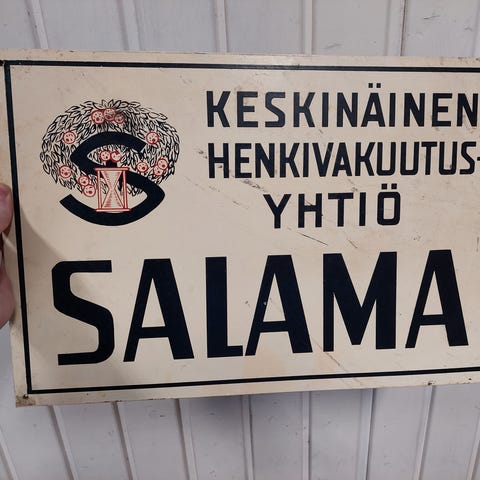 S
KESKINÄINEN
HENKIVAKUUTUS-
YHTIÖ
SALAMA